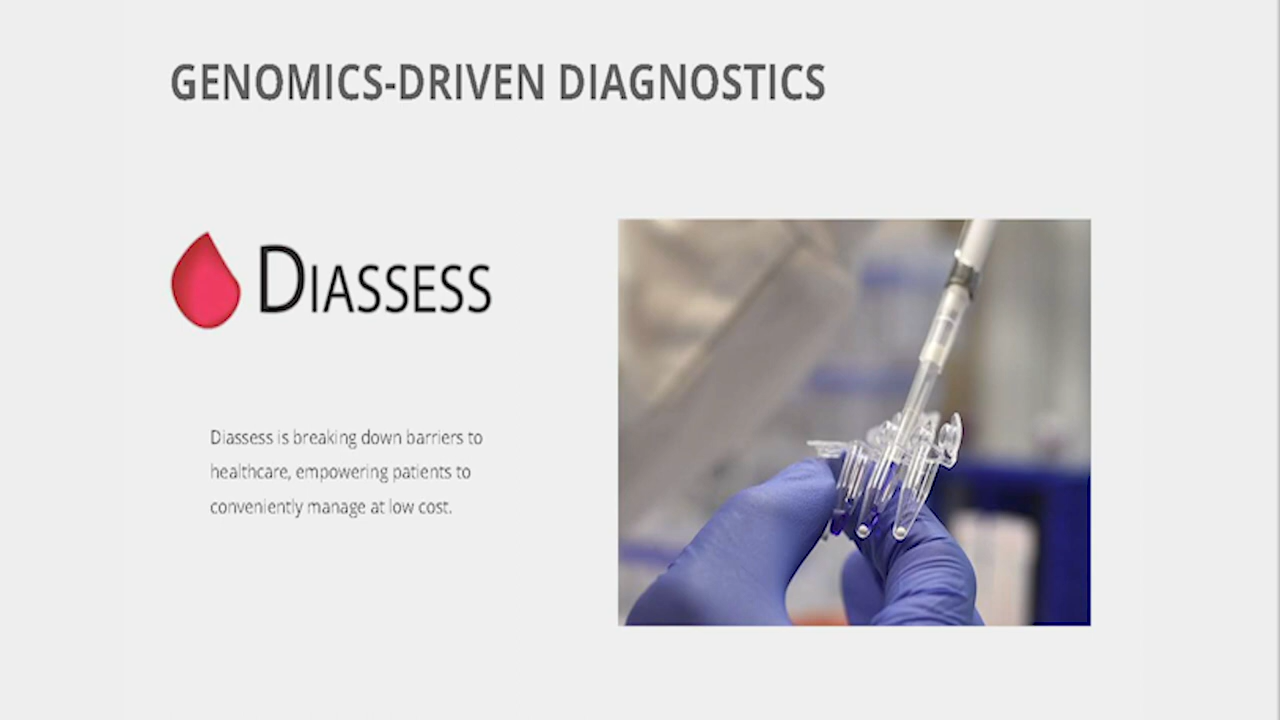 GENOMICS-DRIVEN DIAGNOSTICS
DIASSESS
Diassess is breaking down barriers to
healthcare, empowering patients to
conveniently manage at low cost.